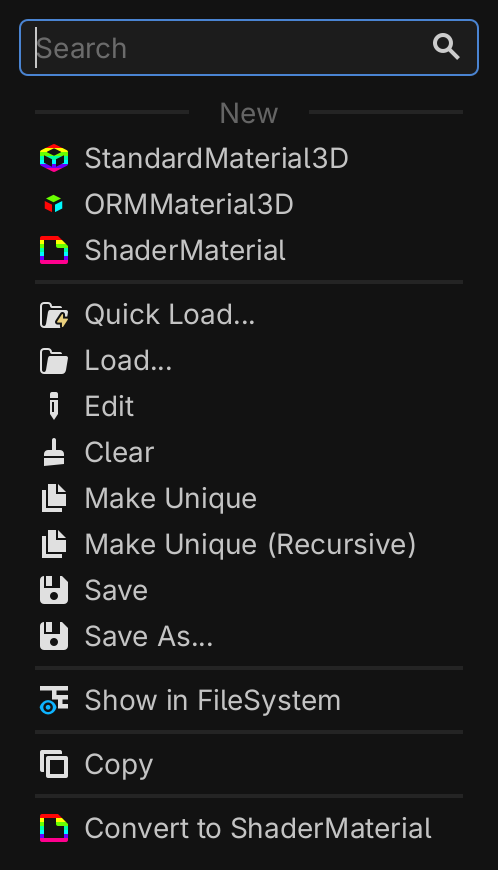 Search
New
StandardMaterial3D
ORMMaterial3D
ShaderMaterial
Quick Load...
Load...
Edit
Clear
Make Unique
Make Unique (Recursive)
Save
Save As...
Show in FileSystem
Copy
Convert to ShaderMaterial